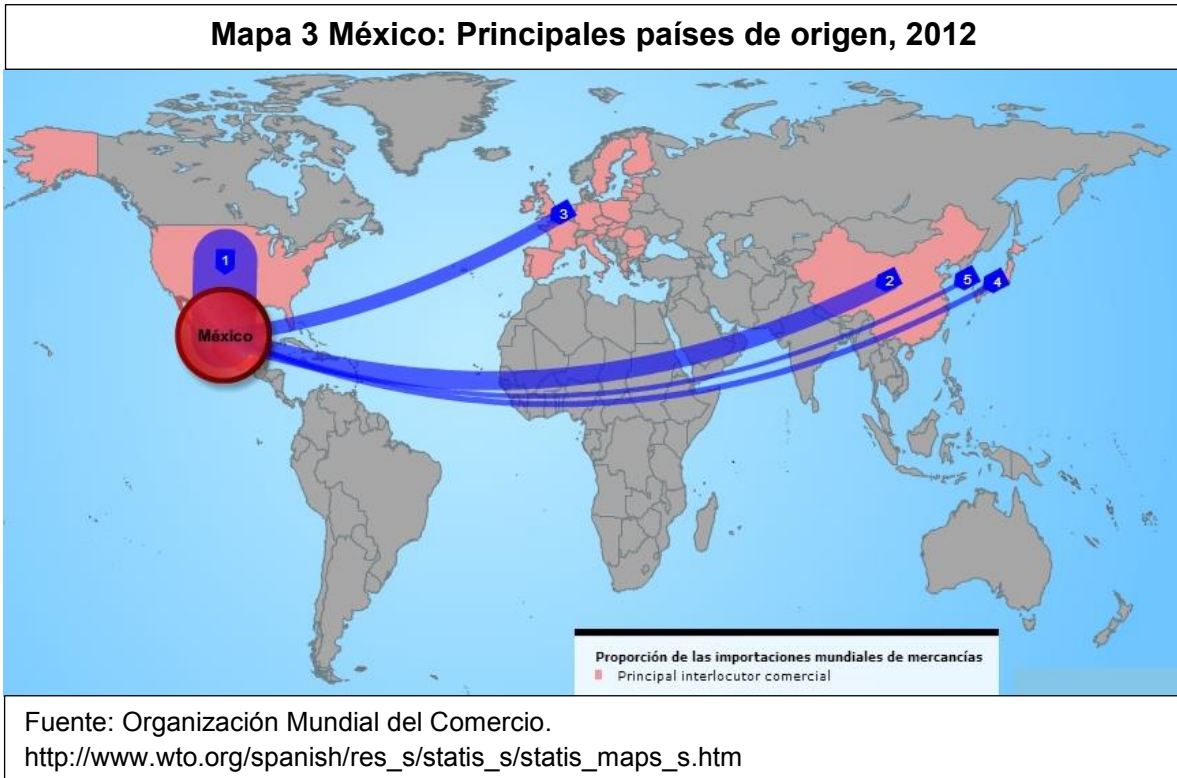 Mapa 3 México: Principales países de origen, 2012
3
1
2
5
4
México
Proporción de las importaciones mundiales de mercancías
Principal interlocutor comercial
Fuente: Organización Mundial del Comercio.
http://www.wto.org/spanish/res_s/statis_s/statis_maps_s.htm